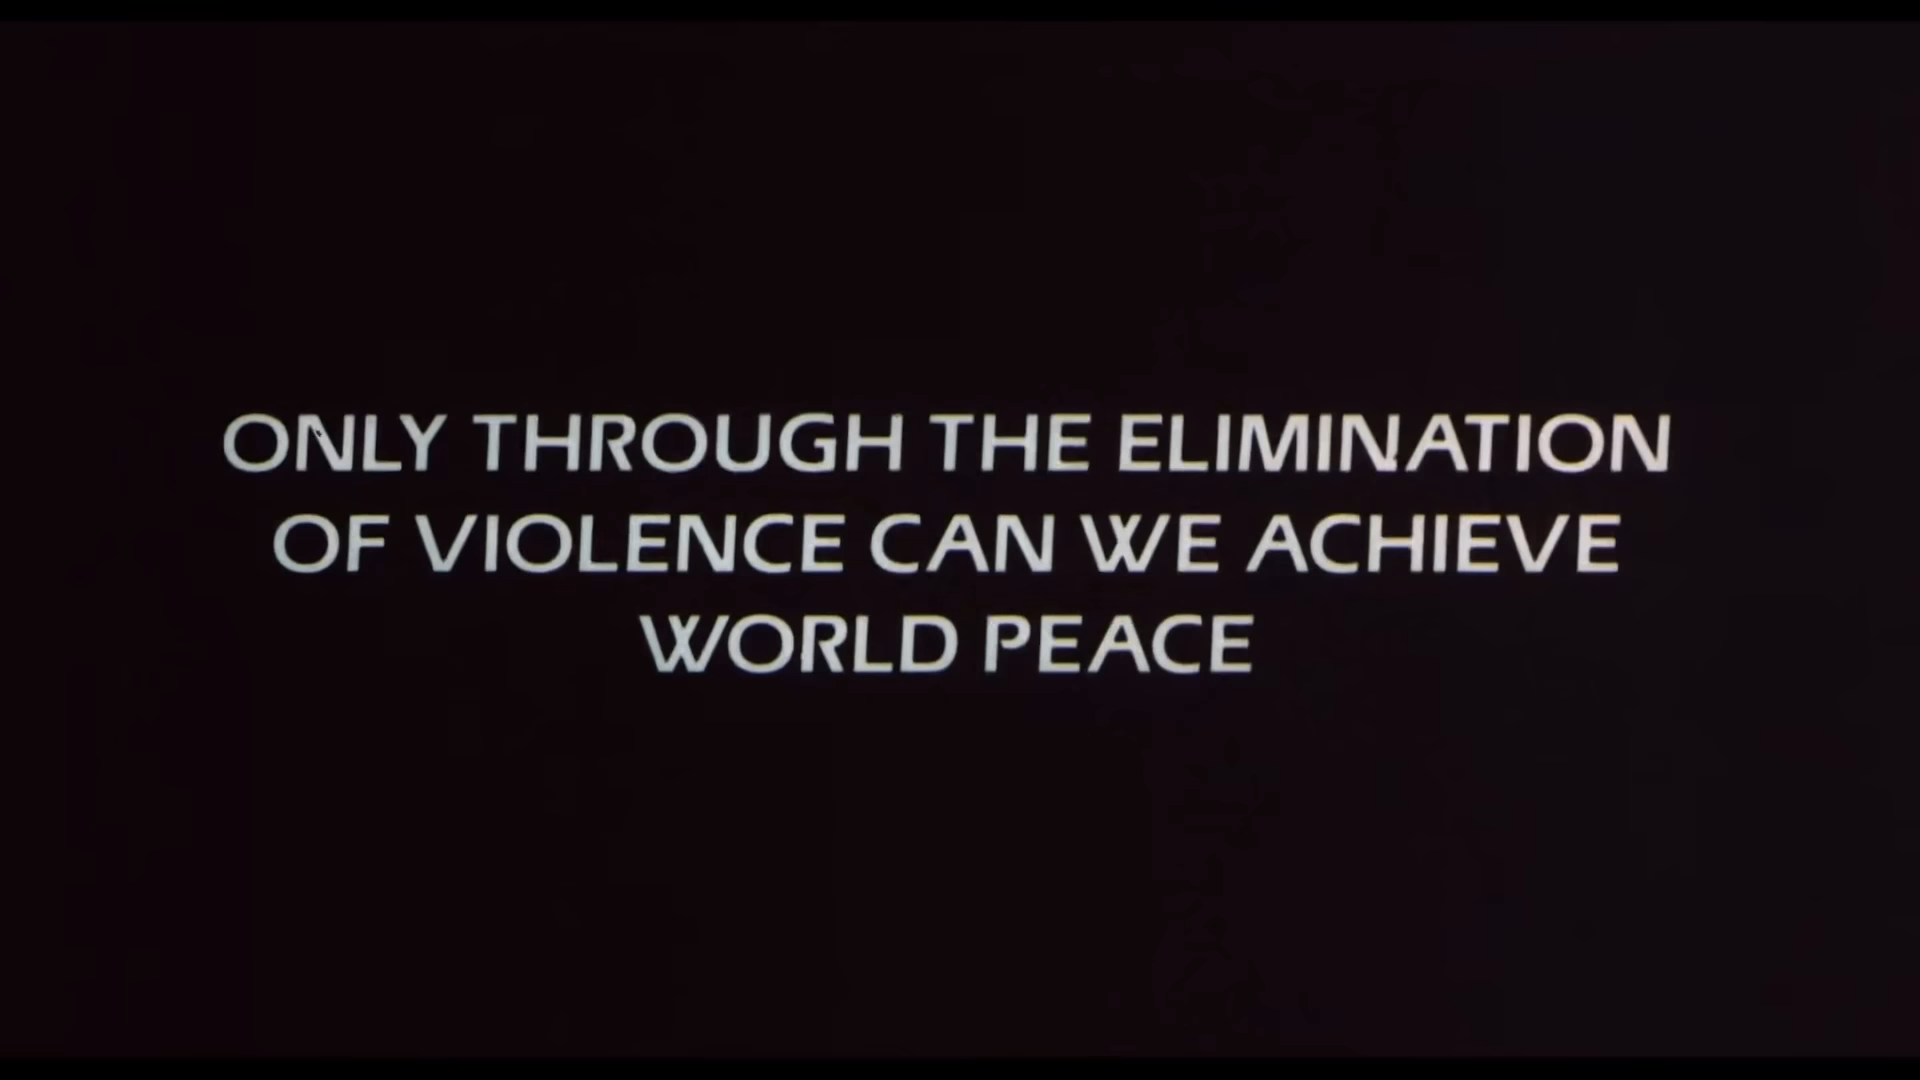 ONLY THROUGH THE ELIMINATION
OF VIOLENCE CAN WE ACHIEVE
WORLD PEACE